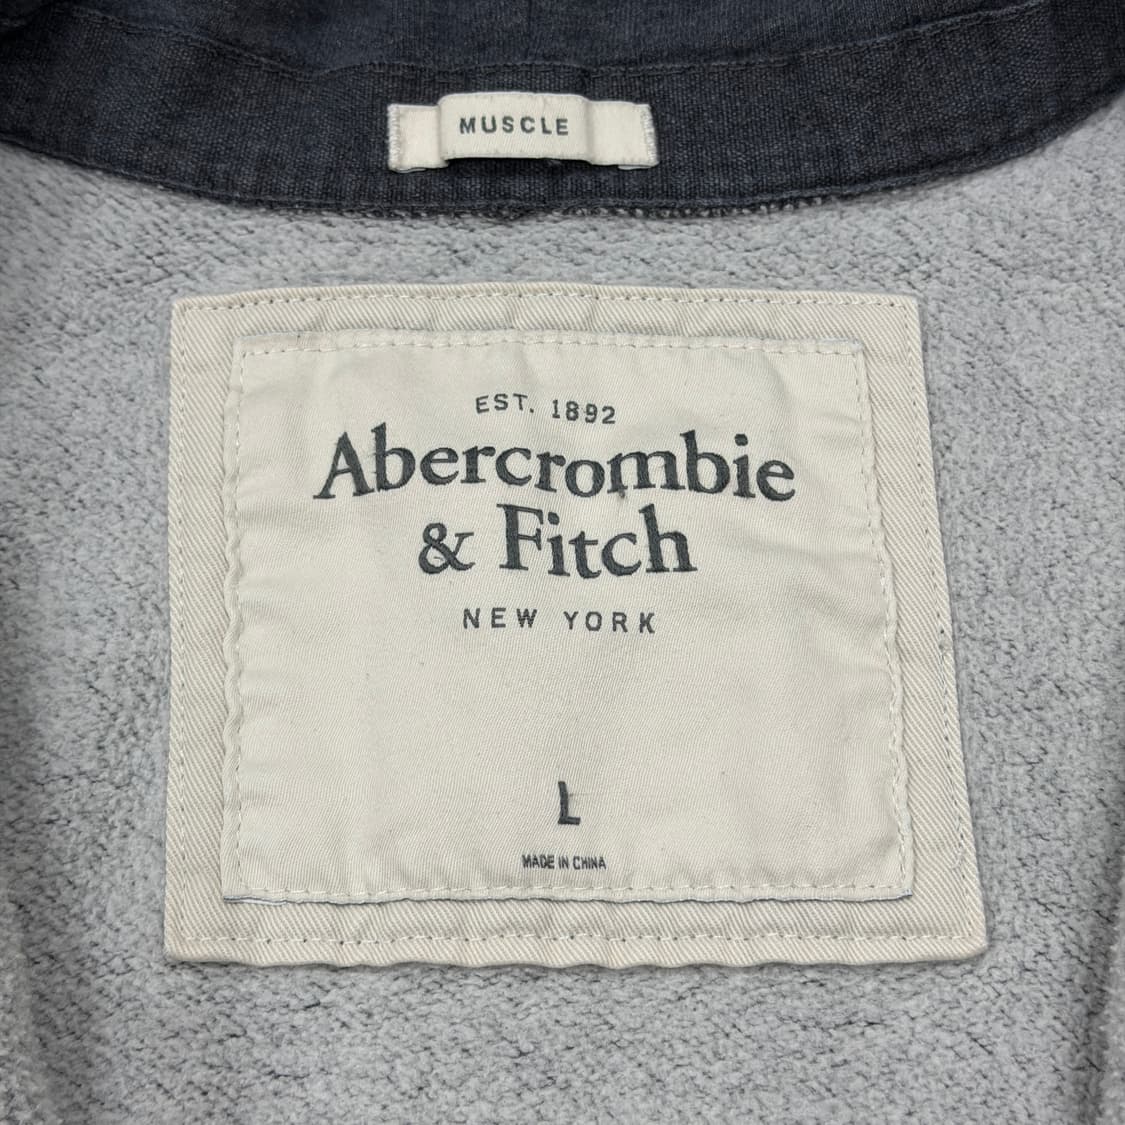 MUSCLE
EST. 1892
Abercrombie
& Fitch
NEW YORK
L
MADE IN CHINA